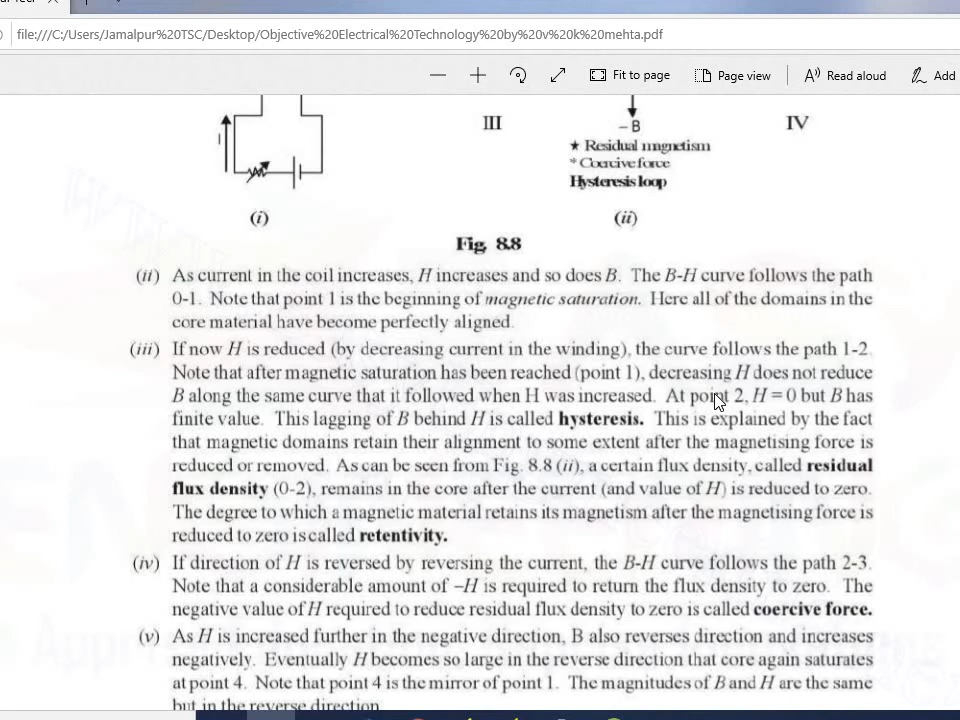 file:///C:/Users/Jamalpur%20TSC/Desktop/Objective%20Electrical%20Technology%20by%20v%20k%20mehta.pdf
Fit to page
Page view
Read aloud
Add
I
III
– B
IV
★ Residual magnetism
* Coercive force
Hysteresis loop
(i)
(ii)
Fig. 8.8
(ii) As current in the coil increases, H increases and so does B. The B-H curve follows the path
0-1. Note that point 1 is the beginning of magnetic saturation. Here all of the domains in the
core material have become perfectly aligned.
(iii) If now H is reduced (by decreasing current in the winding), the curve follows the path 1-2.
Note that after magnetic saturation has been reached (point 1), decreasing H does not reduce
B along the same curve that it followed when H was increased. At point 2, H = 0 but B has
finite value. This lagging of B behind H is called hysteresis. This is explained by the fact
that magnetic domains retain their alignment to some extent after the magnetising force is
reduced or removed. As can be seen from Fig. 8.8 (ii), a certain flux density, called residual
flux density (0-2), remains in the core after the current (and value of H) is reduced to zero.
The degree to which a magnetic material retains its magnetism after the magnetising force is
reduced to zero is called retentivity.
(iv) If direction of H is reversed by reversing the current, the B-H curve follows the path 2-3.
Note that a considerable amount of –H is required to return the flux density to zero. The
negative value of H required to reduce residual flux density to zero is called coercive force.
(v) As H is increased further in the negative direction, B also reverses direction and increases
negatively. Eventually H becomes so large in the reverse direction that core again saturates
at point 4. Note that point 4 is the mirror of point 1. The magnitudes of B and H are the same
but in the reverse direction